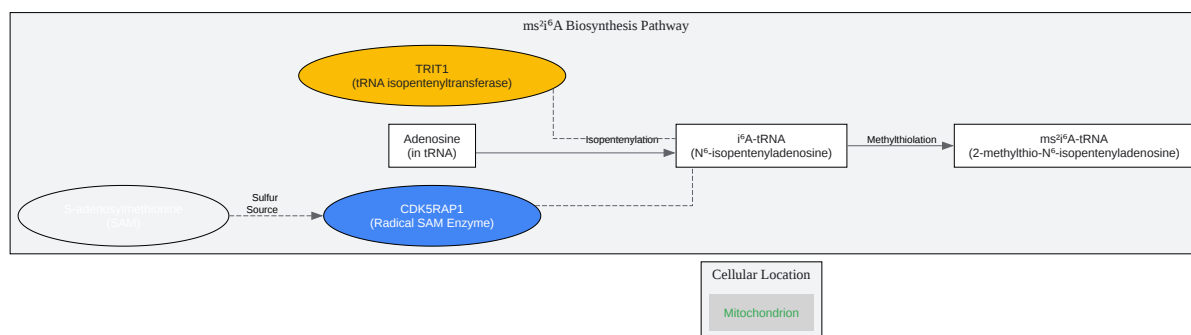 ms²i⁶A Biosynthesis Pathway
TRIT1
(tRNA isopentenyltransferase)
Adenosine
(in tRNA)
Isopentenylation
i⁶A-tRNA
(N⁶-isopentenyladenosine)
Methylthiolation
ms²i⁶A-tRNA
(2-methylthio-N⁶-isopentenyladenosine)
S-adenosylmethionine
(SAM)
Sulfur
Source
CDK5RAP1
(Radical SAM Enzyme)
Cellular Location
Mitochondrion